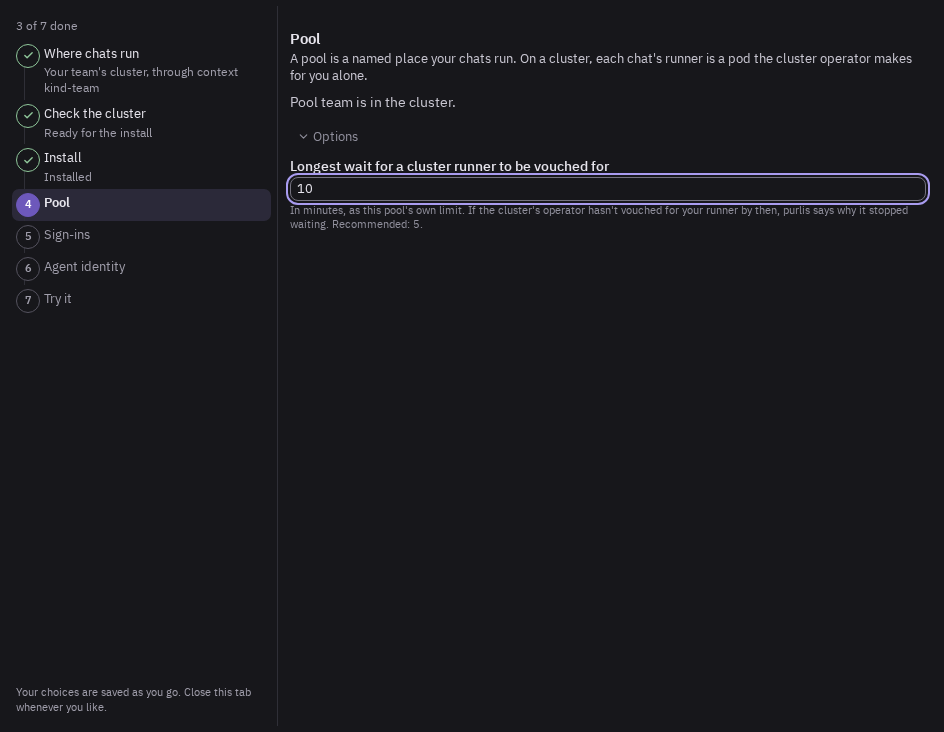 3 of 7 done
Where chats run
Your team's cluster, through context
kind-team
Check the cluster
Ready for the install
Install
Installed
4 Pool
5 Sign-ins
6 Agent identity
7 Try it
Your choices are saved as you go. Close this tab
whenever you like.
Pool
A pool is a named place your chats run. On a cluster, each chat's runner is a pod the cluster operator makes
for you alone.
Pool team is in the cluster.
Options
Longest wait for a cluster runner to be vouched for
10
In minutes, as this pool's own limit. If the cluster's operator hasn't vouched for your runner by then, purlis says why it stopped
waiting. Recommended: 5.